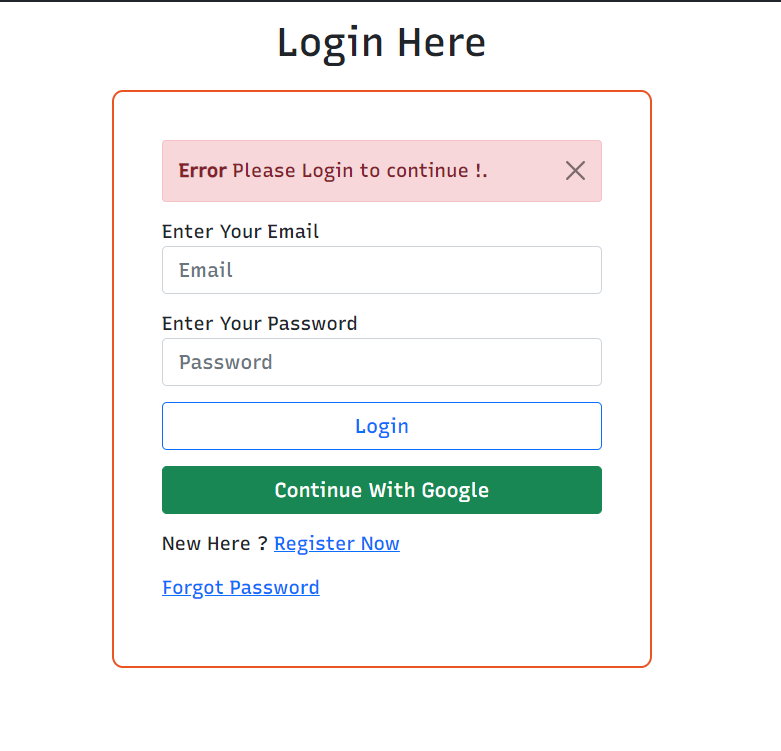 Login Here
Error Please Login to continue !.
Enter Your Email
Email
Enter Your Password
Password
Login
Continue With Google
New Here ? Register Now
Forgot Password